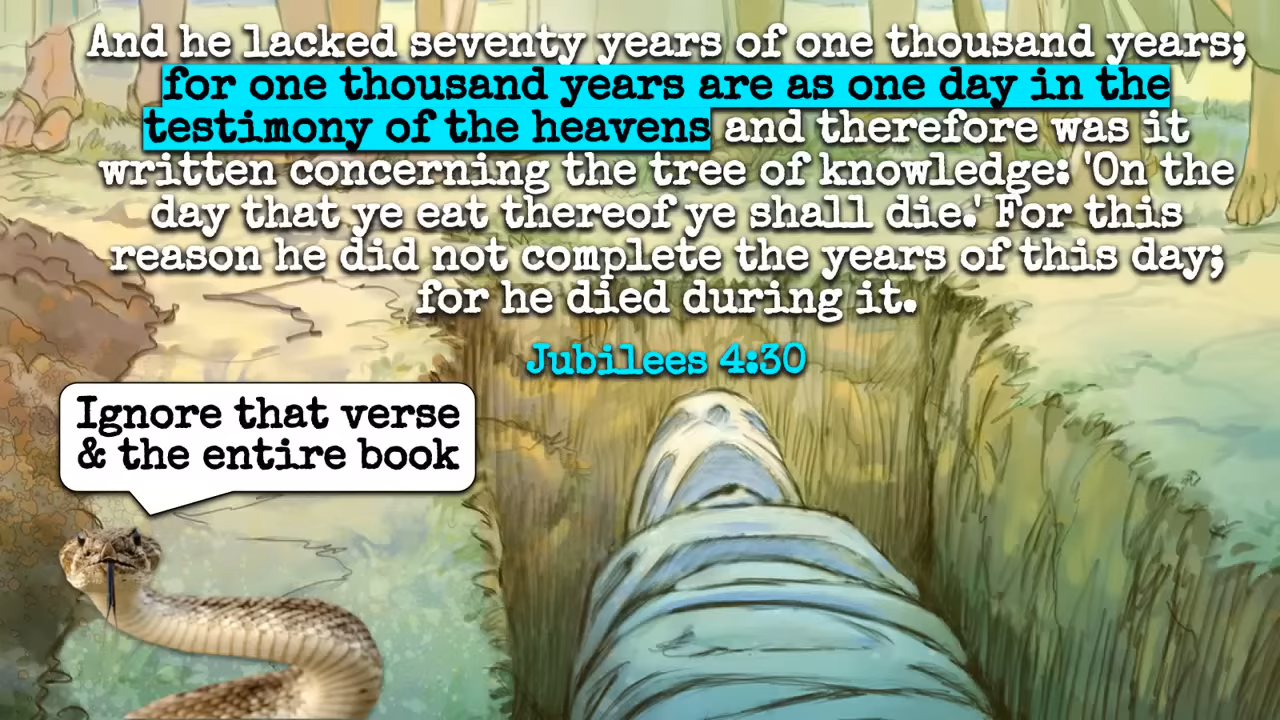 And he lacked seventy years of one thousand years;
for one thousand years are as one day in the
testimony of the heavens and therefore was it
written concerning the tree of knowledge: 'On the
day that ye eat thereof ye shall die.' For this
reason he did not complete the years of this day;
for he died during it.
Jubilees 4:30
Ignore that verse
& the entire book